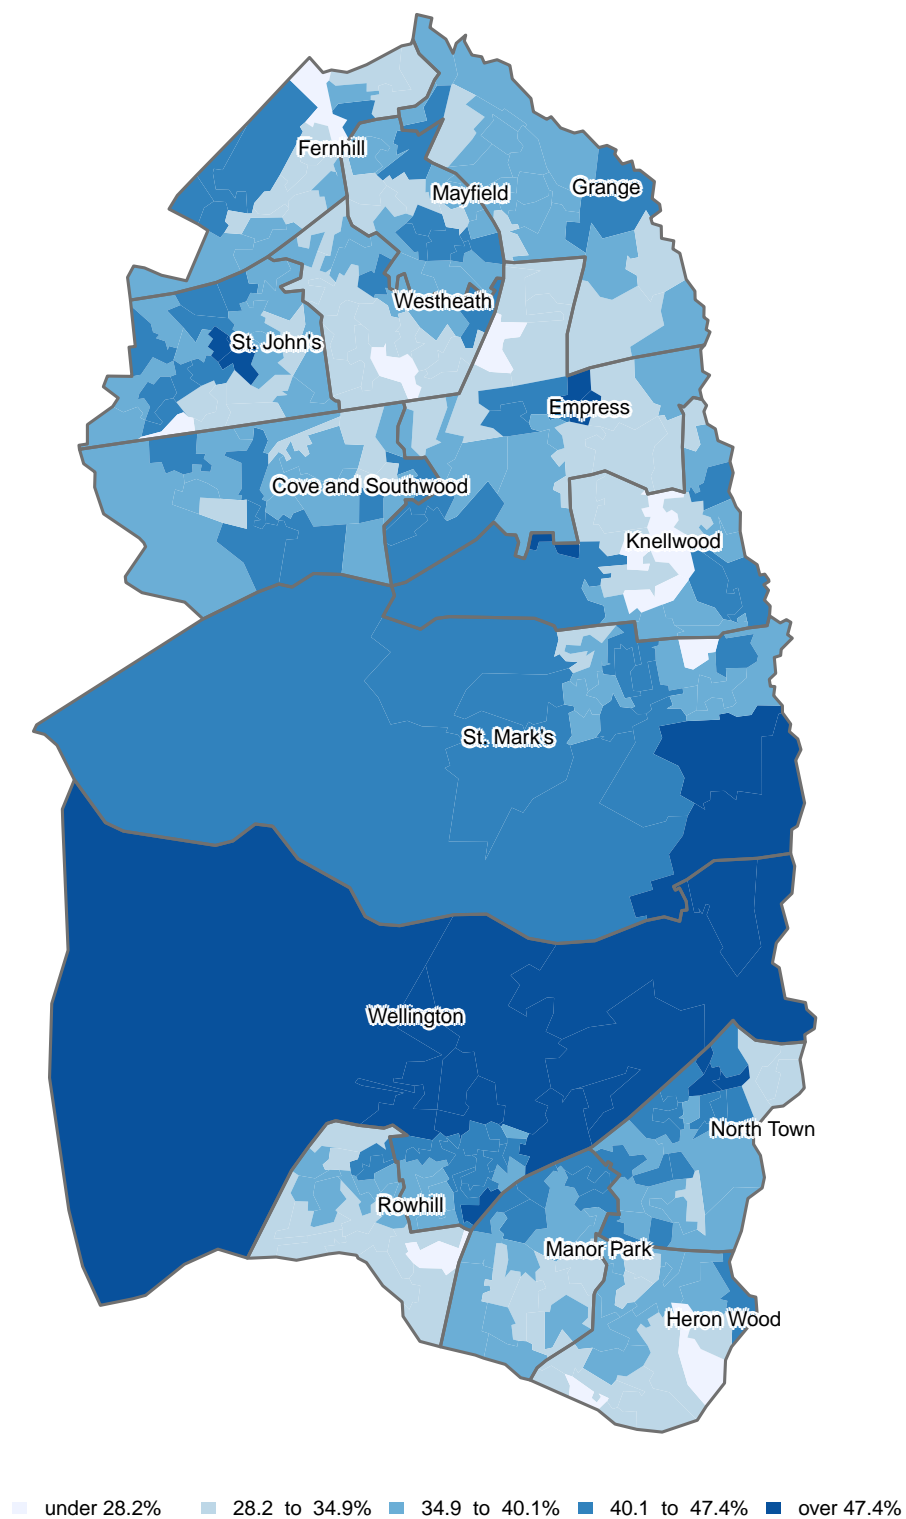 Fernhill
Mayfield
Grange
Westheath
St. John's
Empress
Cove and Southwood
Knellwood
St. Mark's
Wellington
North Town
Rowhill
Manor Park
Heron Wood
under 28.2% 28.2 to 34.9% 34.9 to 40.1% 40.1 to 47.4% over 47.4%